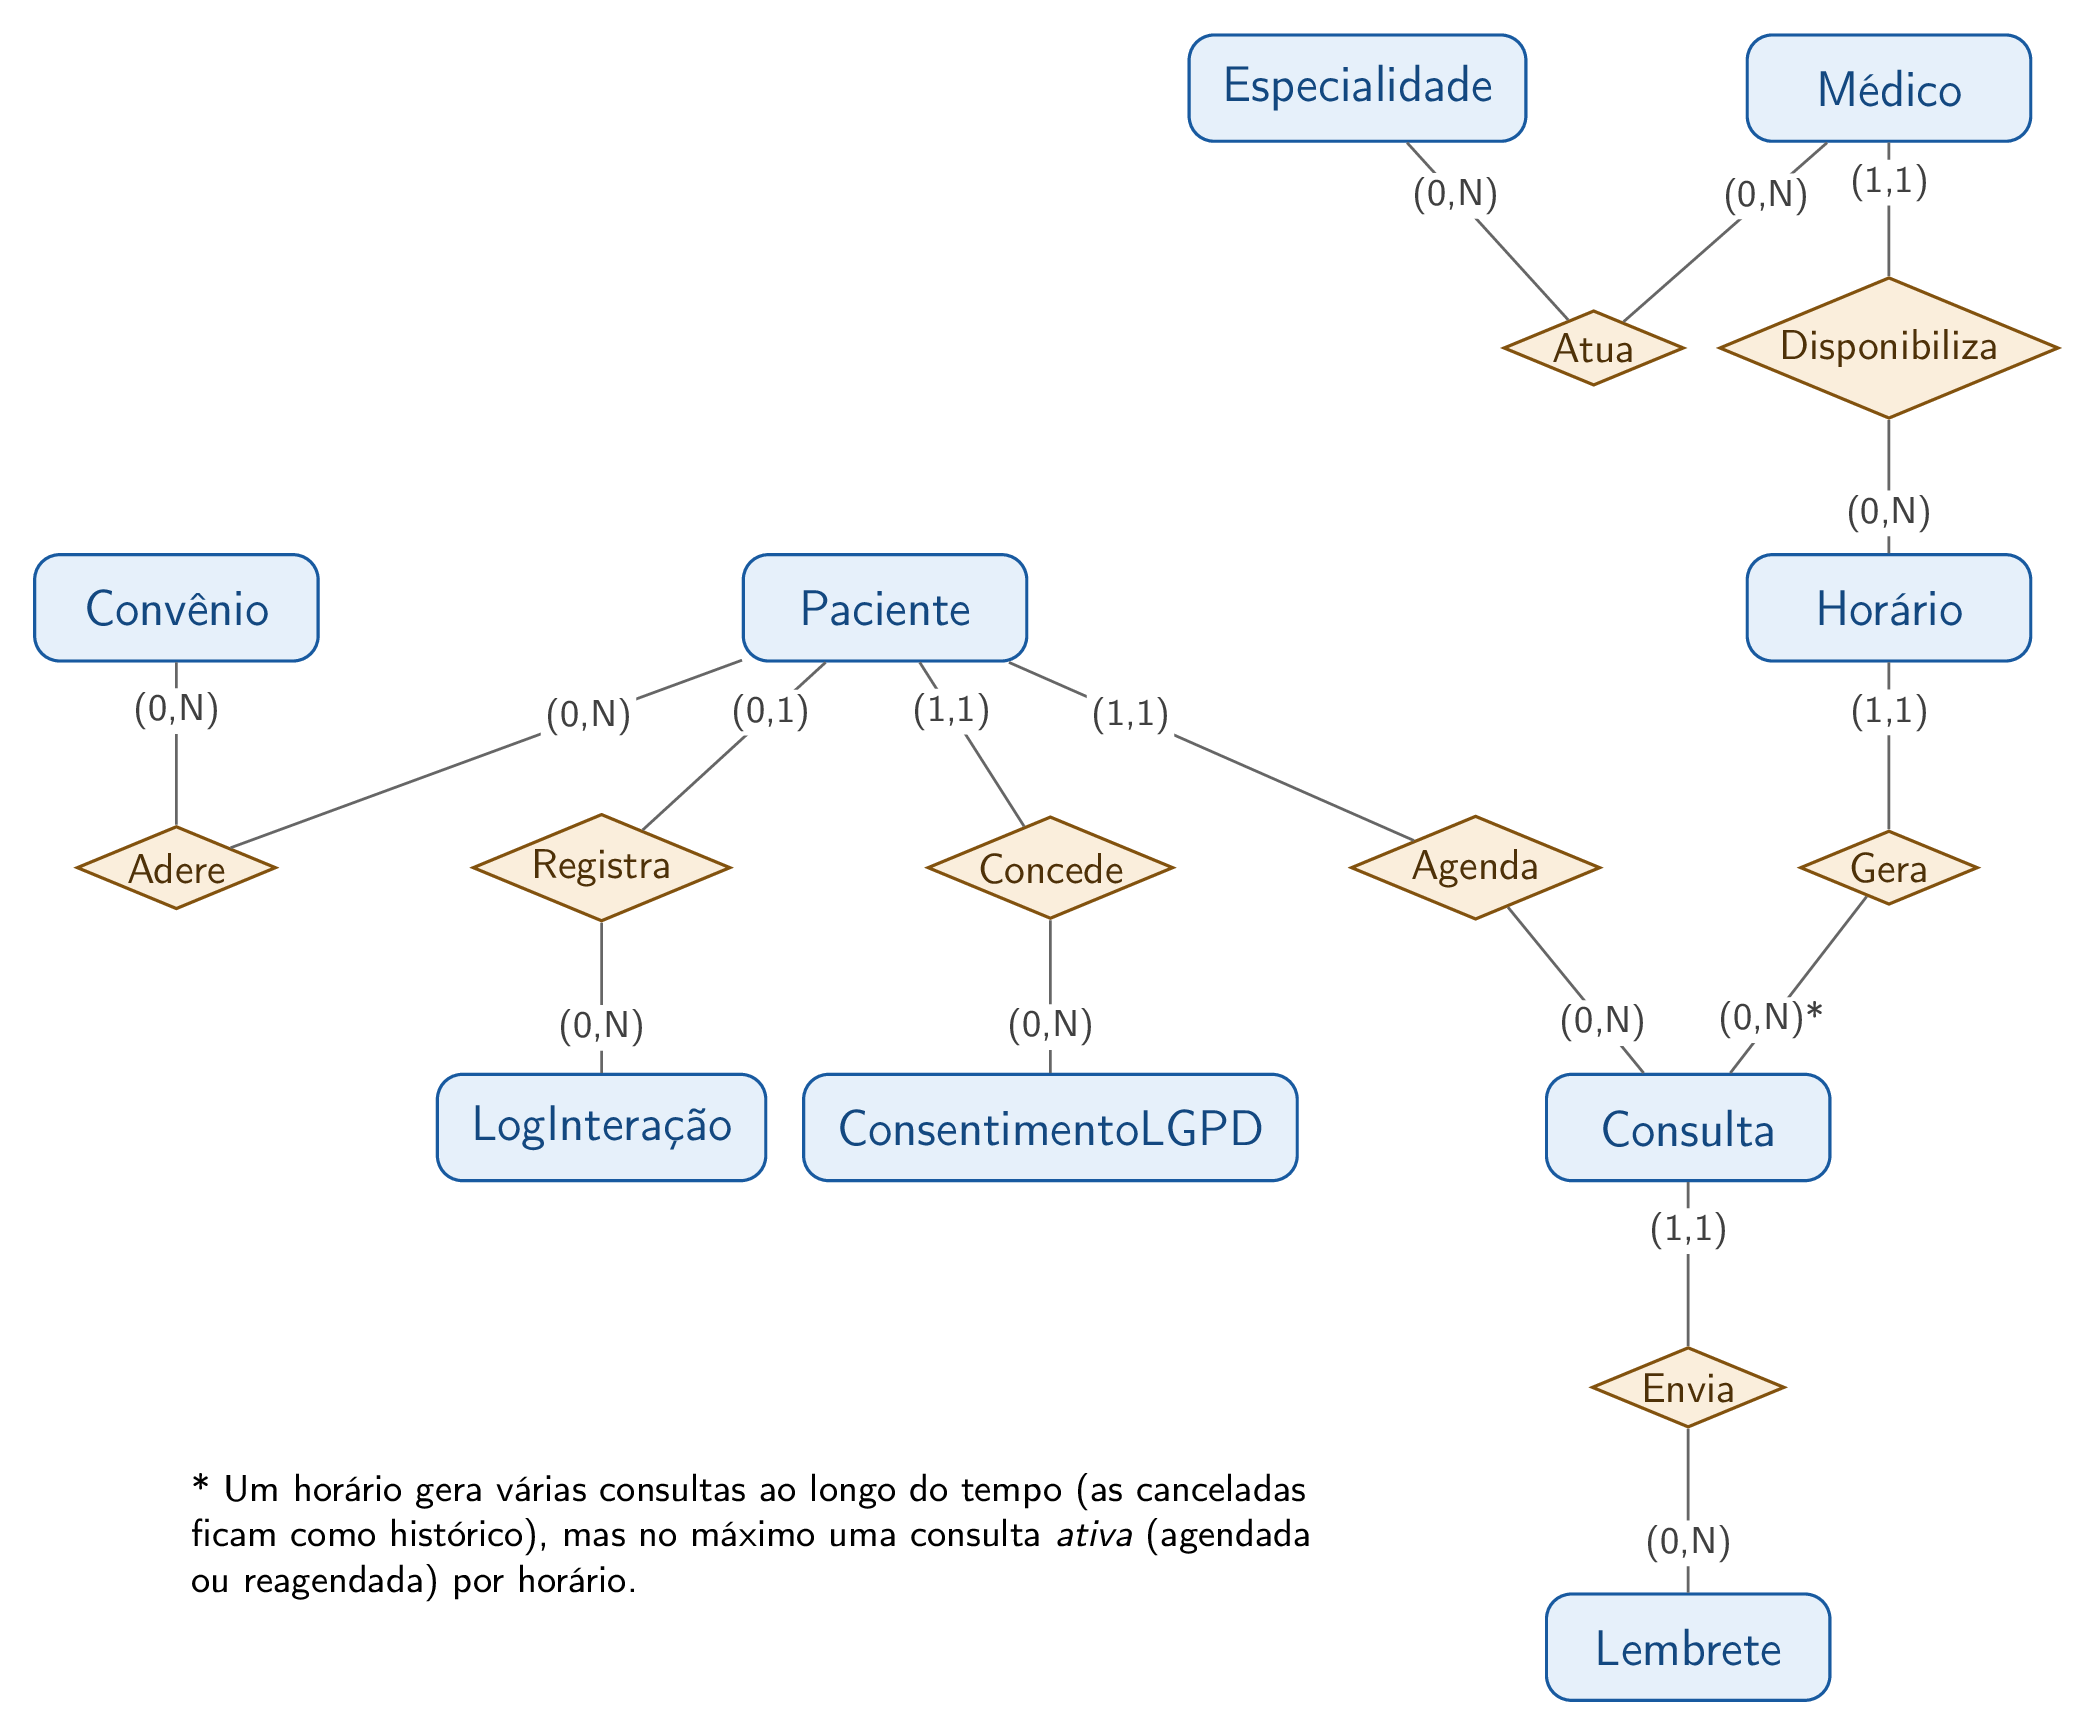 Especialidade
Médico
(0,N)
(0,N)
(1,1)
Atua
Disponibiliza
(0,N)
Convênio
Paciente
Horário
(0,N)
(0,N)
(0,1)
(1,1)
(1,1)
(1,1)
Adere
Registra
Concede
Agenda
Gera
(0,N)
(0,N)
(0,N)
(0,N)*
LogInteração
ConsentimentoLGPD
Consulta
(1,1)
Envia
* Um horário gera várias consultas ao longo do tempo (as canceladas
ficam como histórico), mas no máximo uma consulta ativa (agendada
ou reagendada) por horário.
(0,N)
Lembrete